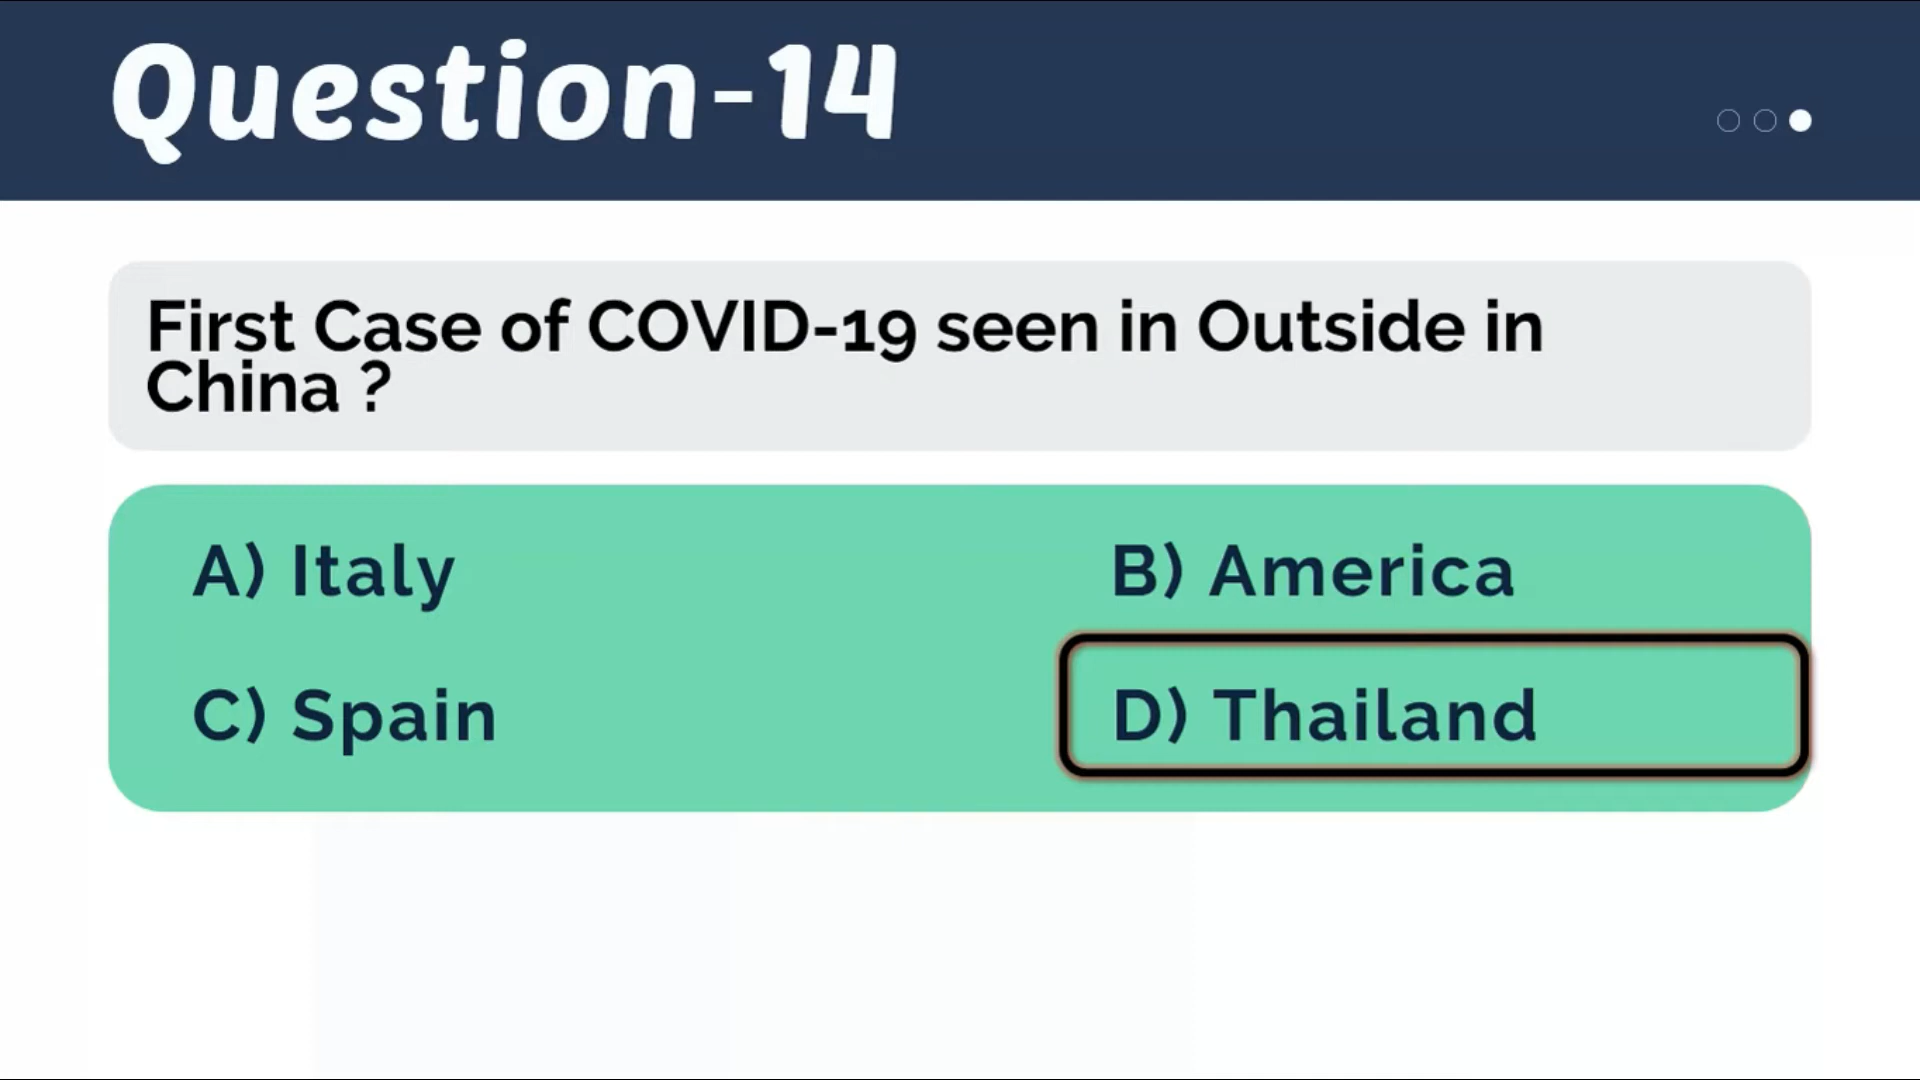 Question-14
First Case of COVID-19 seen in Outside in
China ?
A) Italy
B) America
C) Spain
D) Thailand